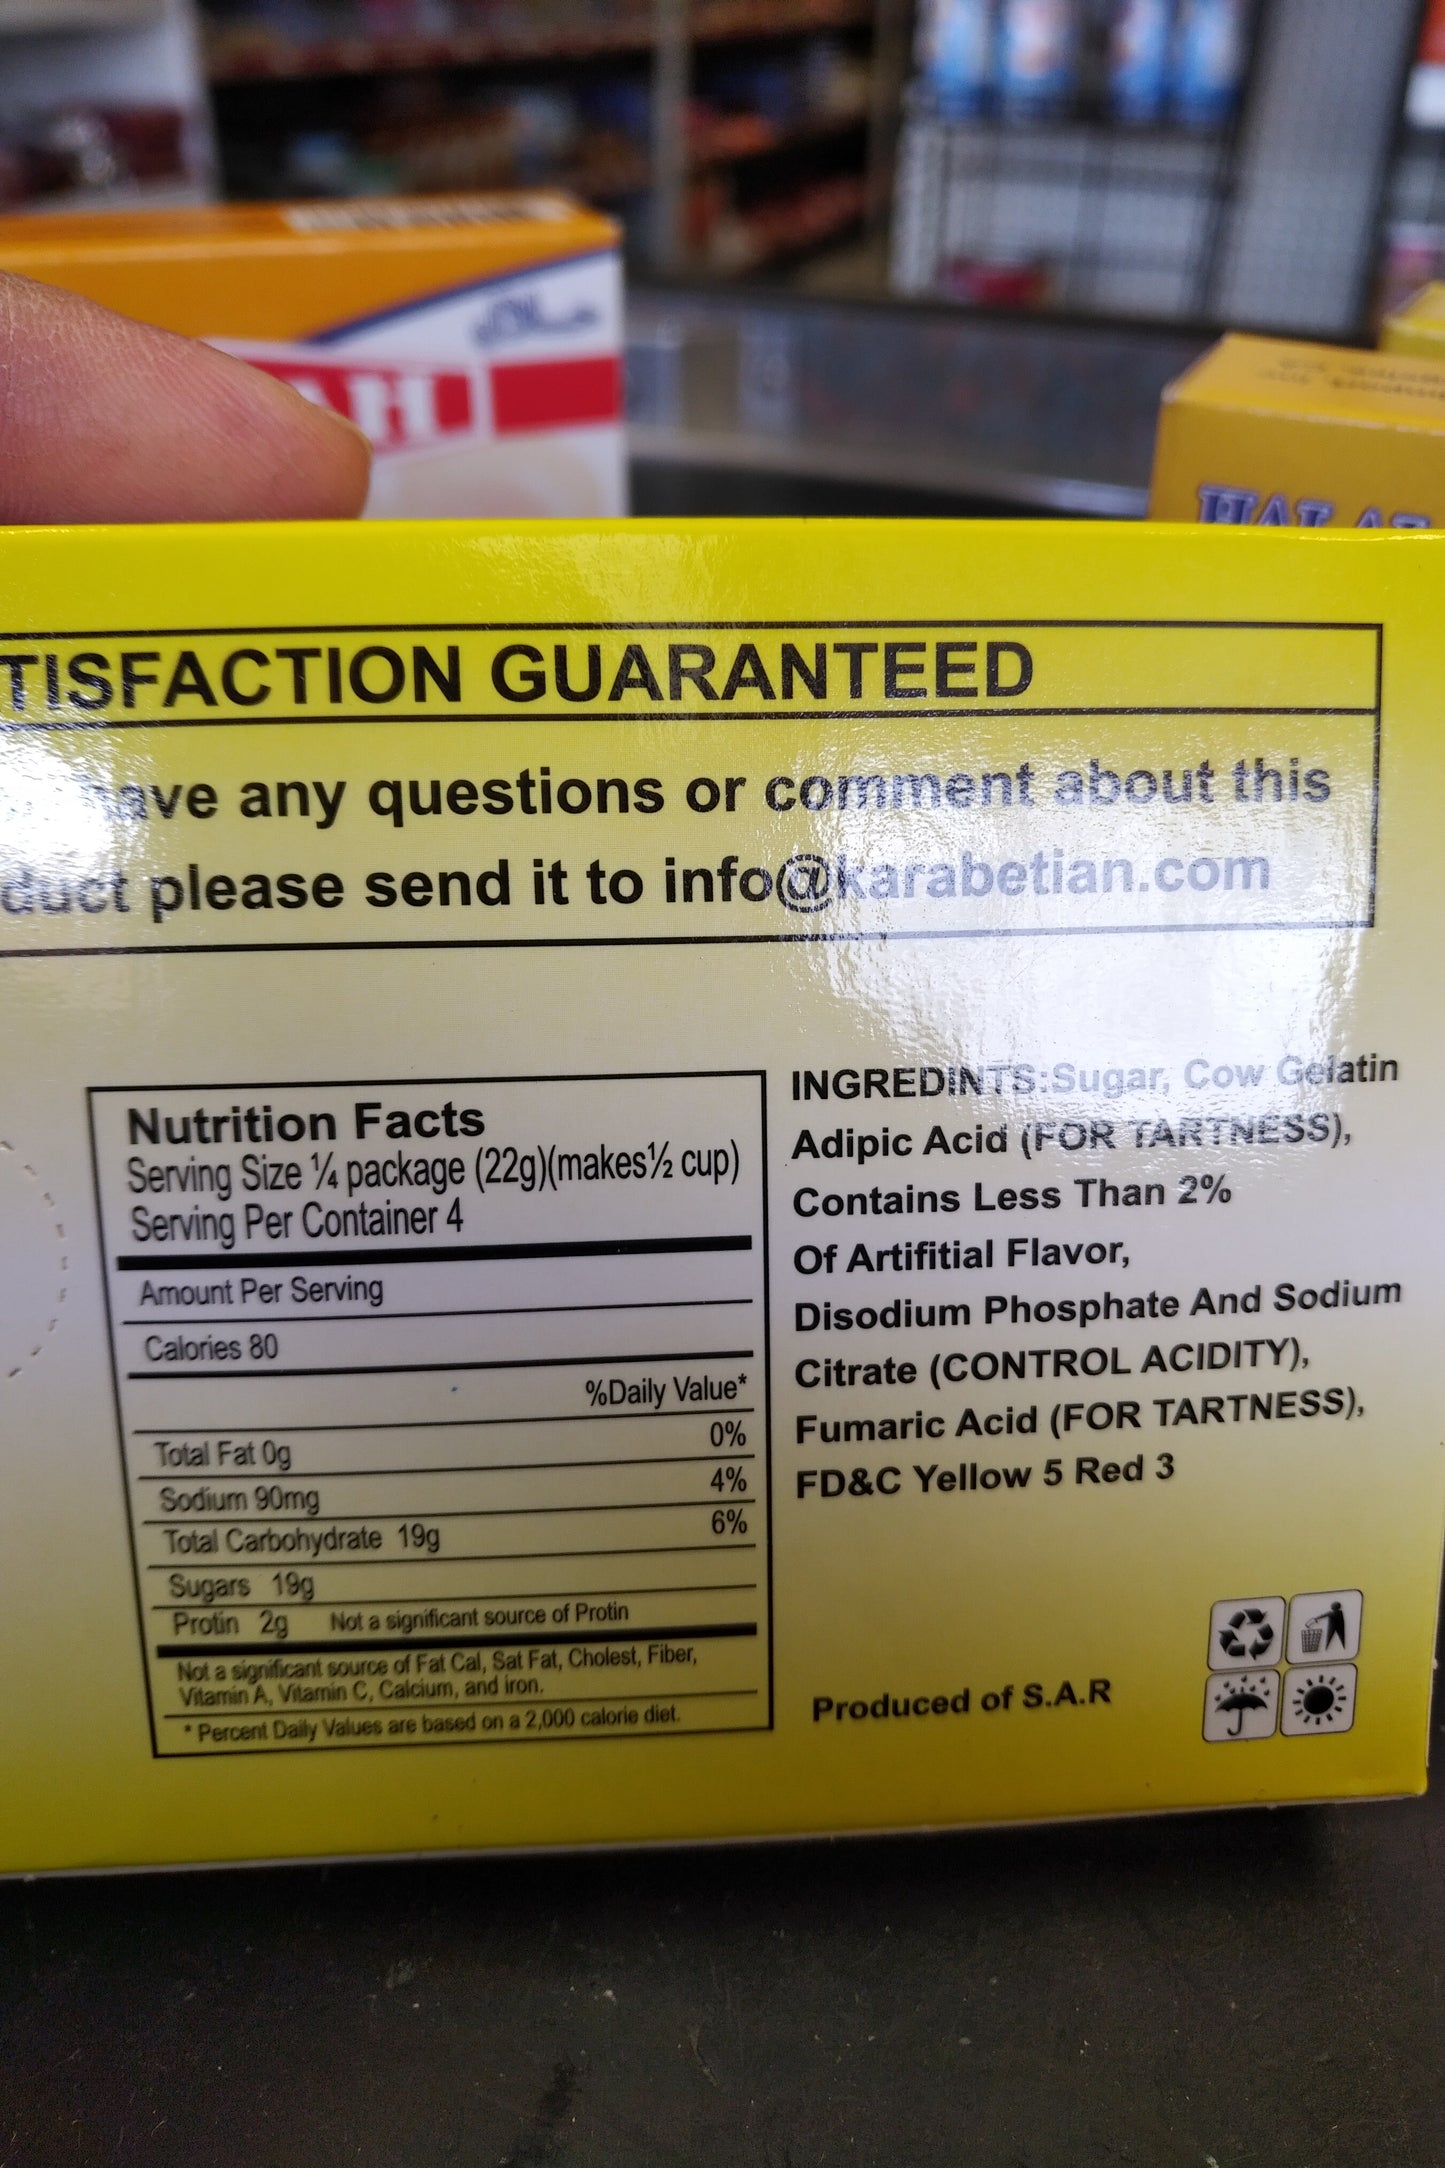 AH
HALAL
TISFACTION GUARANTEED
ave any questions or comment about this
duct please send it to info@karabetian.com
Nutrition Facts
Serving Size ¼ package (22g)(makes½ cup)
Serving Per Container 4
Amount Per Serving
Calories 80
%Daily Value*
Total Fat 0g 0%
Sodium 90mg 4%
Total Carbohydrate 19g 6%
Sugars 19g
Protin 2g Not a significant source of Protin
Not a significant source of Fat Cal, Sat Fat, Cholest, Fiber,
Vitamin A, Vitamin C, Calcium, and iron.
* Percent Daily Values are based on a 2,000 calorie diet.
INGREDINTS:Sugar, Cow Gelatin
Adipic Acid (FOR TARTNESS),
Contains Less Than 2%
Of Artifitial Flavor,
Disodium Phosphate And Sodium
Citrate (CONTROL ACIDITY),
Fumaric Acid (FOR TARTNESS),
FD&C Yellow 5 Red 3
Produced of S.A.R